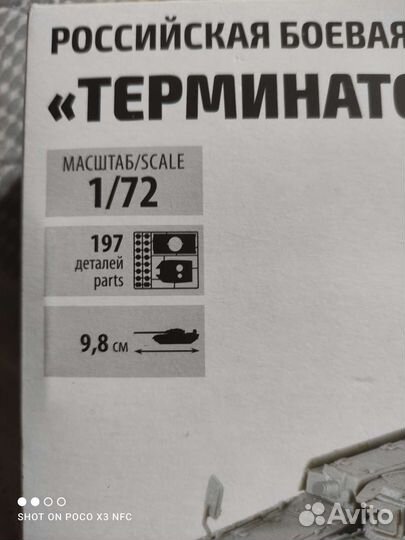 РОССИЙСКАЯ БОЕВАЯ
«ТЕРМИНАТО
МАСШТАБ/SCALE
1/72
197
деталей
parts
9,8 см
SHOT ON POCO X3 NFC
Avito